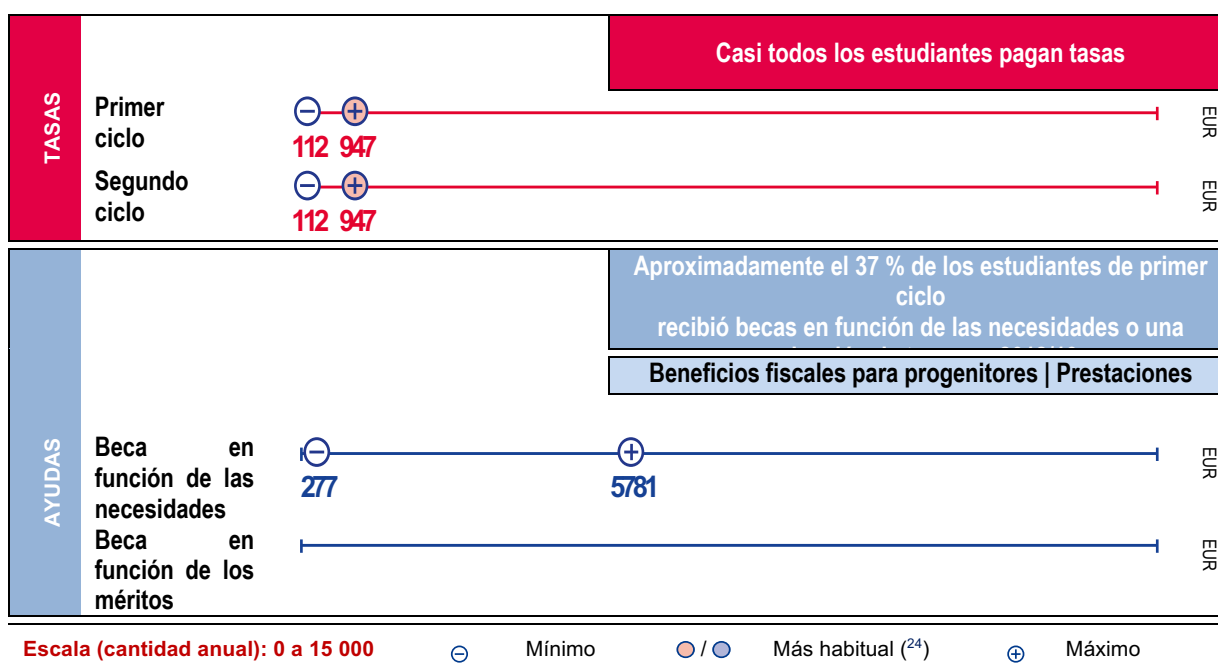 Casi todos los estudiantes pagan tasas
TASAS
Primer
ciclo
112 947
EUR
Segundo
ciclo
112 947
EUR
Aproximadamente el 37 % de los estudiantes de primer
ciclo
recibió becas en función de las necesidades o una
Beneficios fiscales para progenitores | Prestaciones
AYUDAS
Beca en
función de las
necesidades
277 5781
EUR
Beca en
función de los
méritos
EUR
Escala (cantidad anual): 0 a 15 000 Mínimo / Más habitual (24) Máximo